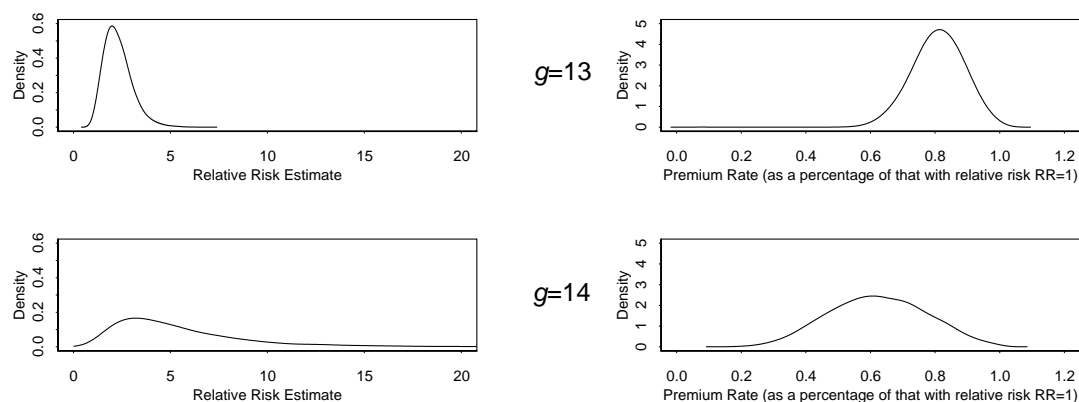 Density
0.0 0.2 0.4 0.6
0 5 10 15 20
Relative Risk Estimate
g=13
Density
0 1 2 3 4 5
0.0 0.2 0.4 0.6 0.8 1.0 1.2
Premium Rate (as a percentage of that with relative risk RR=1)
Density
0.0 0.2 0.4 0.6
0 5 10 15 20
Relative Risk Estimate
g=14
Density
0 1 2 3 4 5
0.0 0.2 0.4 0.6 0.8 1.0 1.2
Premium Rate (as a percentage of that with relative risk RR=1)